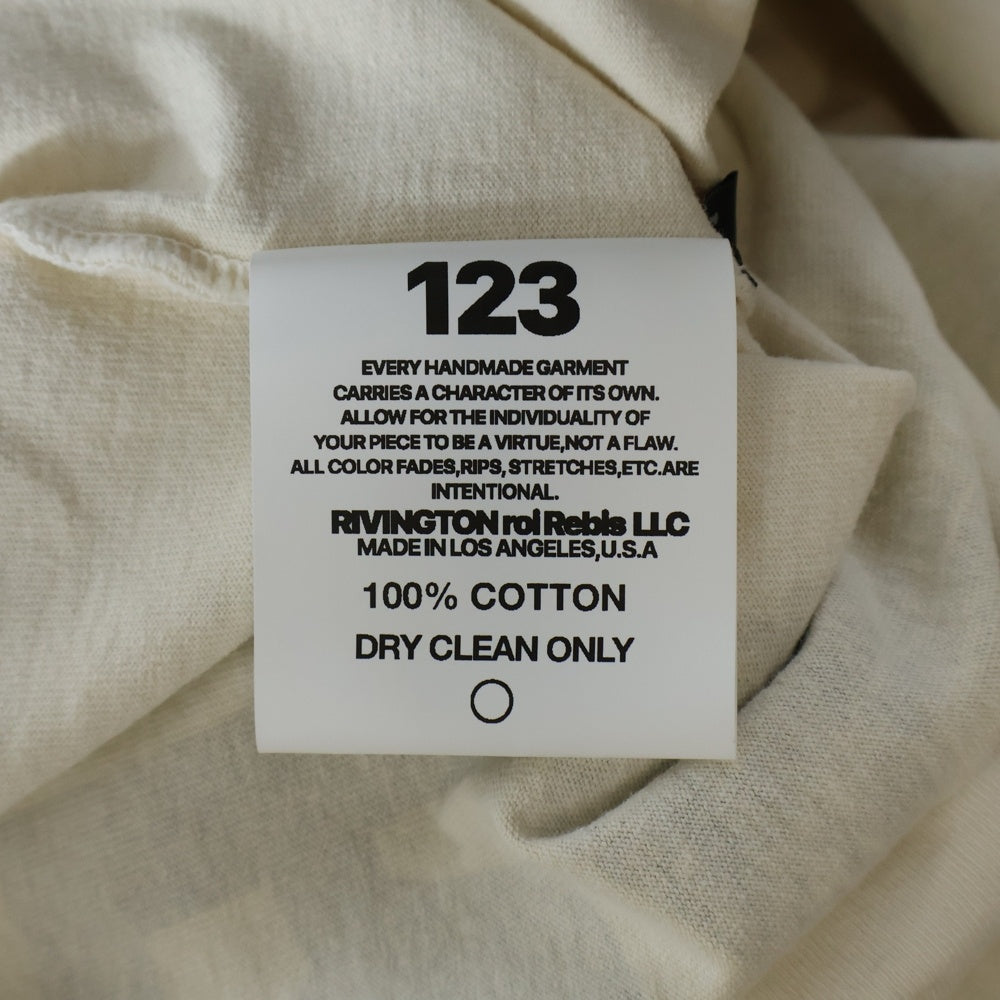 123
EVERY HANDMADE GARMENT
CARRIES A CHARACTER OF ITS OWN.
ALLOW FOR THE INDIVIDUALITY OF
YOUR PIECE TO BE A VIRTUE,NOT A FLAW.
ALL COLOR FADES,RIPS, STRETCHES,ETC.ARE
INTENTIONAL.
RIVINGTON roi Rebis LLC
MADE IN LOS ANGELES,U.S.A
100% COTTON
DRY CLEAN ONLY